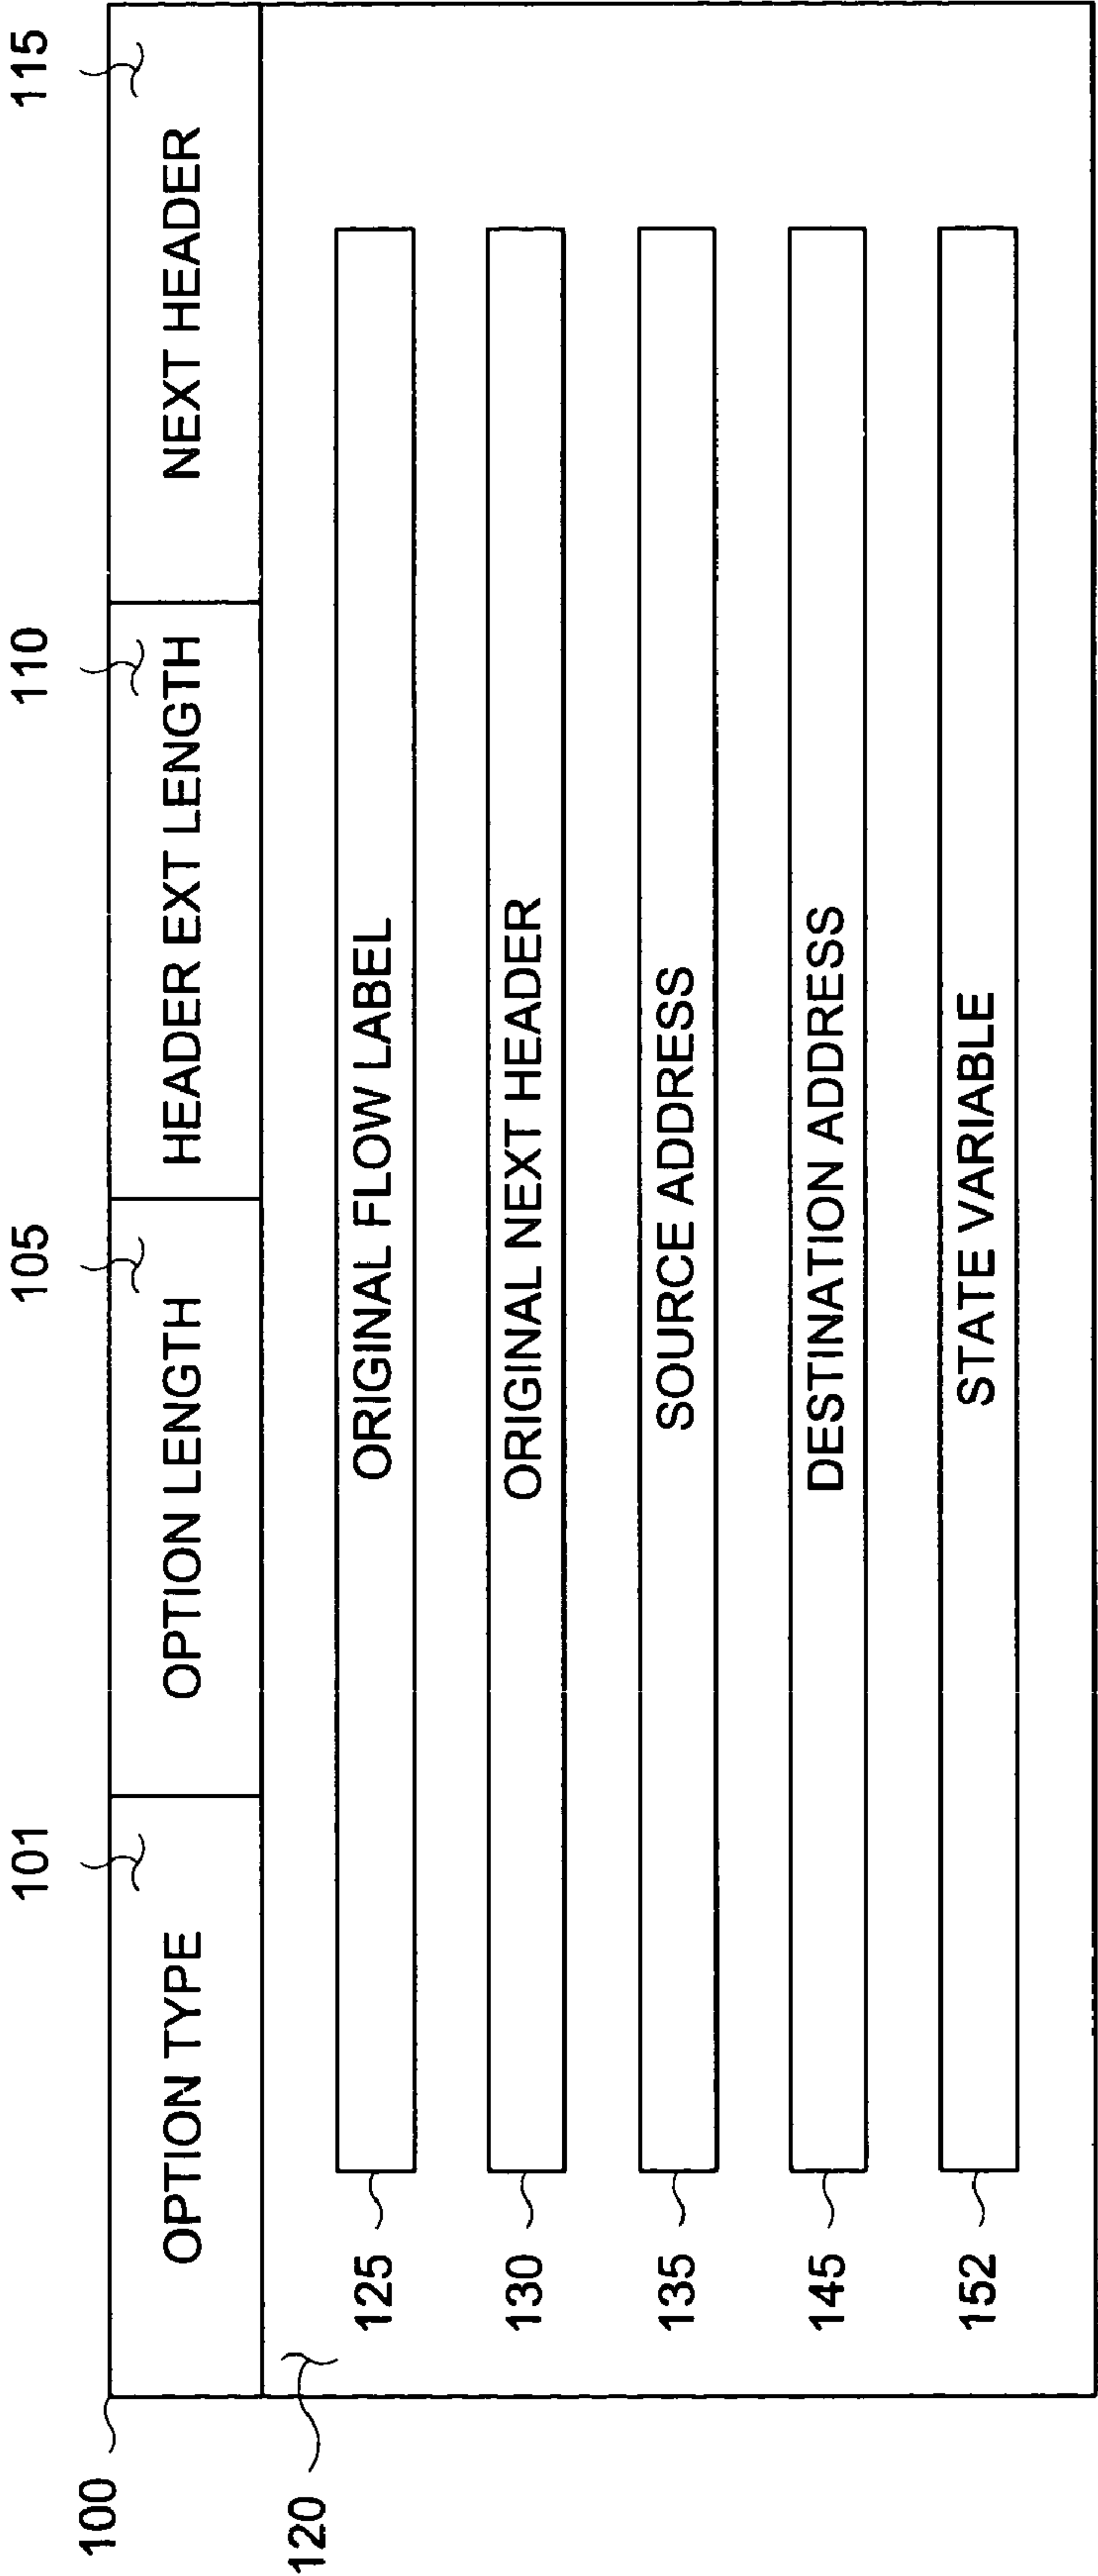 101 105 110 115
100
OPTION TYPE OPTION LENGTH HEADER EXT LENGTH NEXT HEADER
120
125 ORIGINAL FLOW LABEL
130 ORIGINAL NEXT HEADER
135 SOURCE ADDRESS
145 DESTINATION ADDRESS
152 STATE VARIABLE